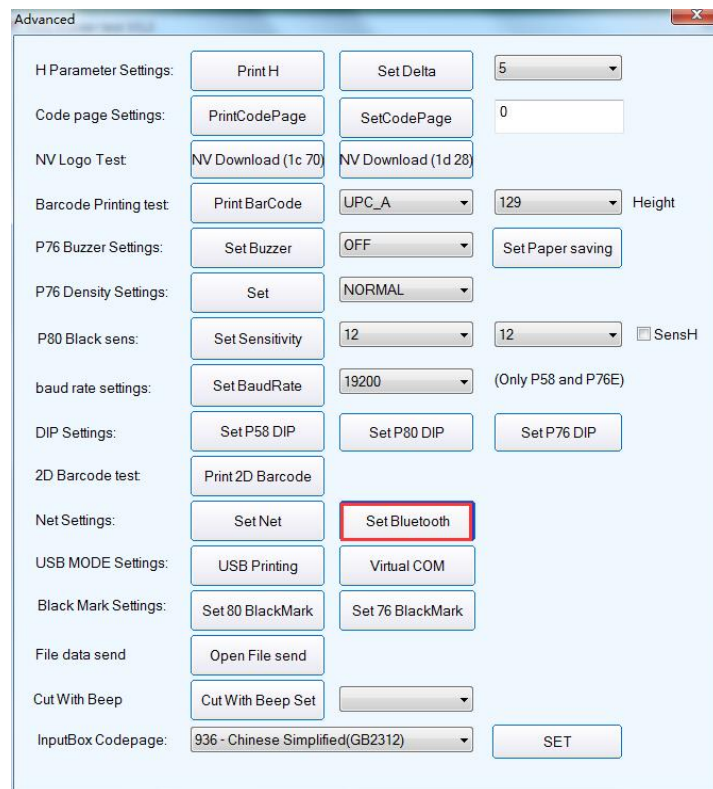 Advanced
H Parameter Settings: Print H Set Delta 5
Code page Settings: PrintCodePage SetCodePage 0
NV Logo Test: NV Download (1c 70) NV Download (1d 28)
Barcode Printing test: Print BarCode UPC_A 129 Height
P76 Buzzer Settings: Set Buzzer OFF Set Paper saving
P76 Density Settings: Set NORMAL
P80 Black sens: Set Sensitivity 12 12 SensH
baud rate settings: Set BaudRate 19200 (Only P58 and P76E)
DIP Settings: Set P58 DIP Set P80 DIP Set P76 DIP
2D Barcode test: Print 2D Barcode
Net Settings: Set Net Set Bluetooth
USB MODE Settings: USB Printing Virtual COM
Black Mark Settings: Set 80 BlackMark Set 76 BlackMark
File data send Open File send
Cut With Beep Cut With Beep Set
InputBox Codepage: 936 - Chinese Simplified(GB2312) SET